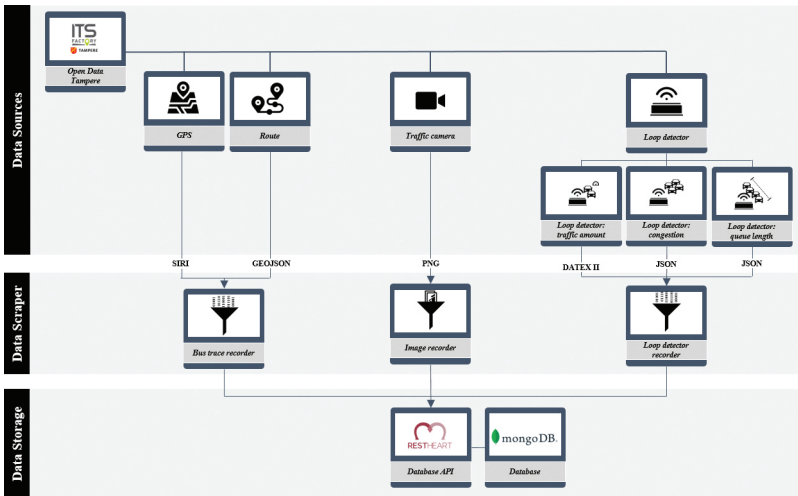 Data Sources
ITS
FACTORY
TAMPERE
Open Data
Tampere
GPS
Route
Traffic camera
Loop detector
Loop detector:
traffic amount
Loop detector:
congestion
Loop detector:
queue length
SIRI
GEOJSON
PNG
DATEX II
JSON
JSON
Data Scraper
Bus trace recorder
Image recorder
Loop detector
recorder
Data Storage
RESTHEART
mongoDB.
Database API
Database